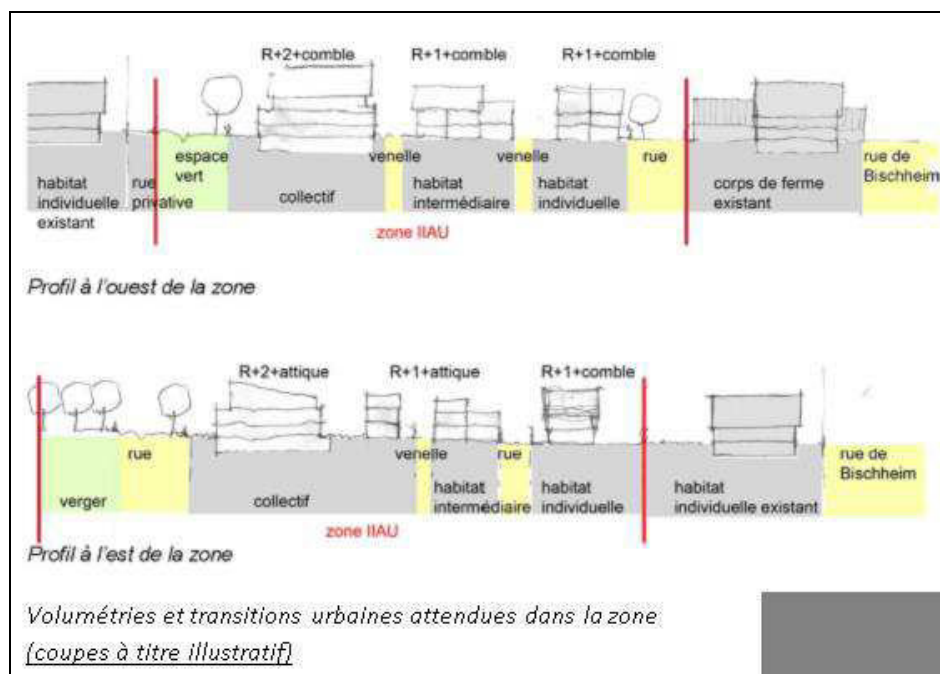 R+2+comble R+1+comble R+1+comble
espace vert
venelle venelle rue
rue de Bischheim
habitat individuelle existant
rue privative
collectif
habitat intermédiaire
habitat individuelle
corps de ferme existant
zone IIAU
Profil à l'ouest de la zone
R+2+attique R+1+attique R+1+comble
rue venelle rue
rue de Bischheim
verger
collectif
habitat intermédiaire
habitat individuelle
habitat individuelle existant
zone IIAU
Profil à l'est de la zone
Volumétries et transitions urbaines attendues dans la zone
(coupes à titre illustratif)